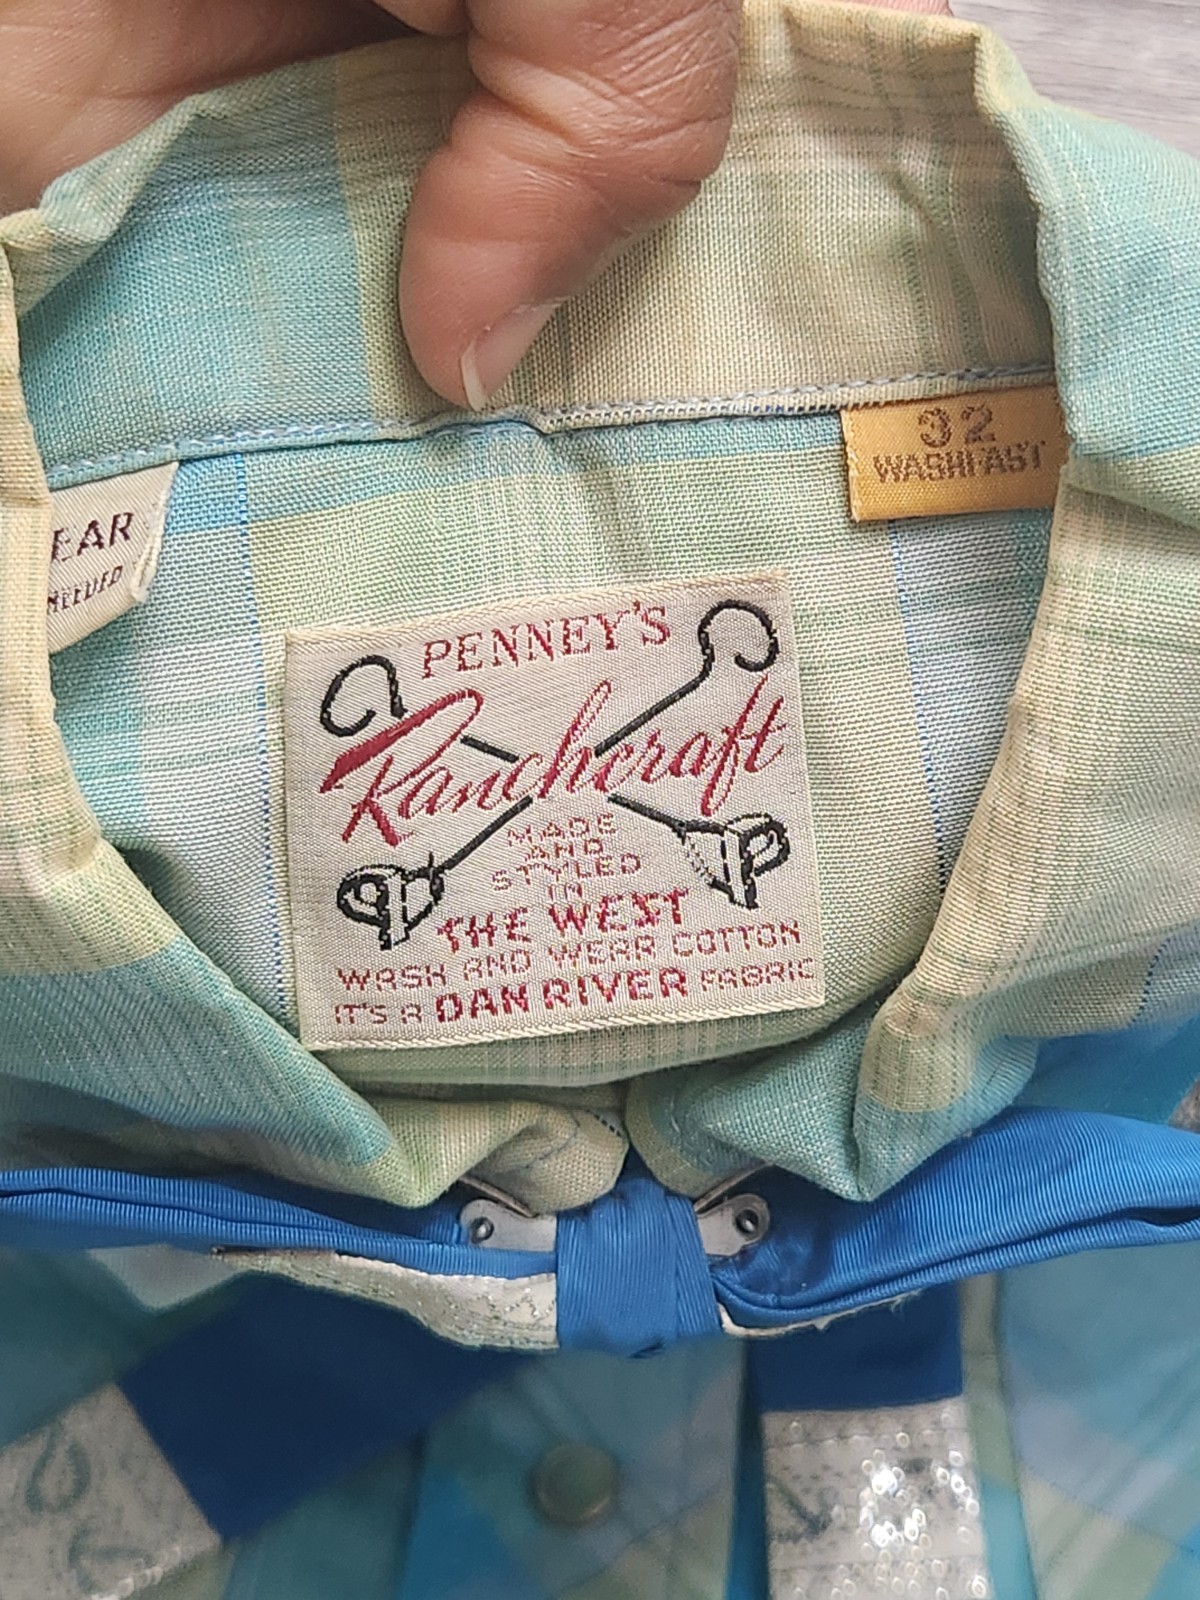 32
WASHFAST
EAR
NEEDED
PENNEY'S
Ranchcraft
MADE
AND
STYLED
IN
THE WEST
WASH AND WEAR COTTON
IT'S A DAN RIVER FABRIC